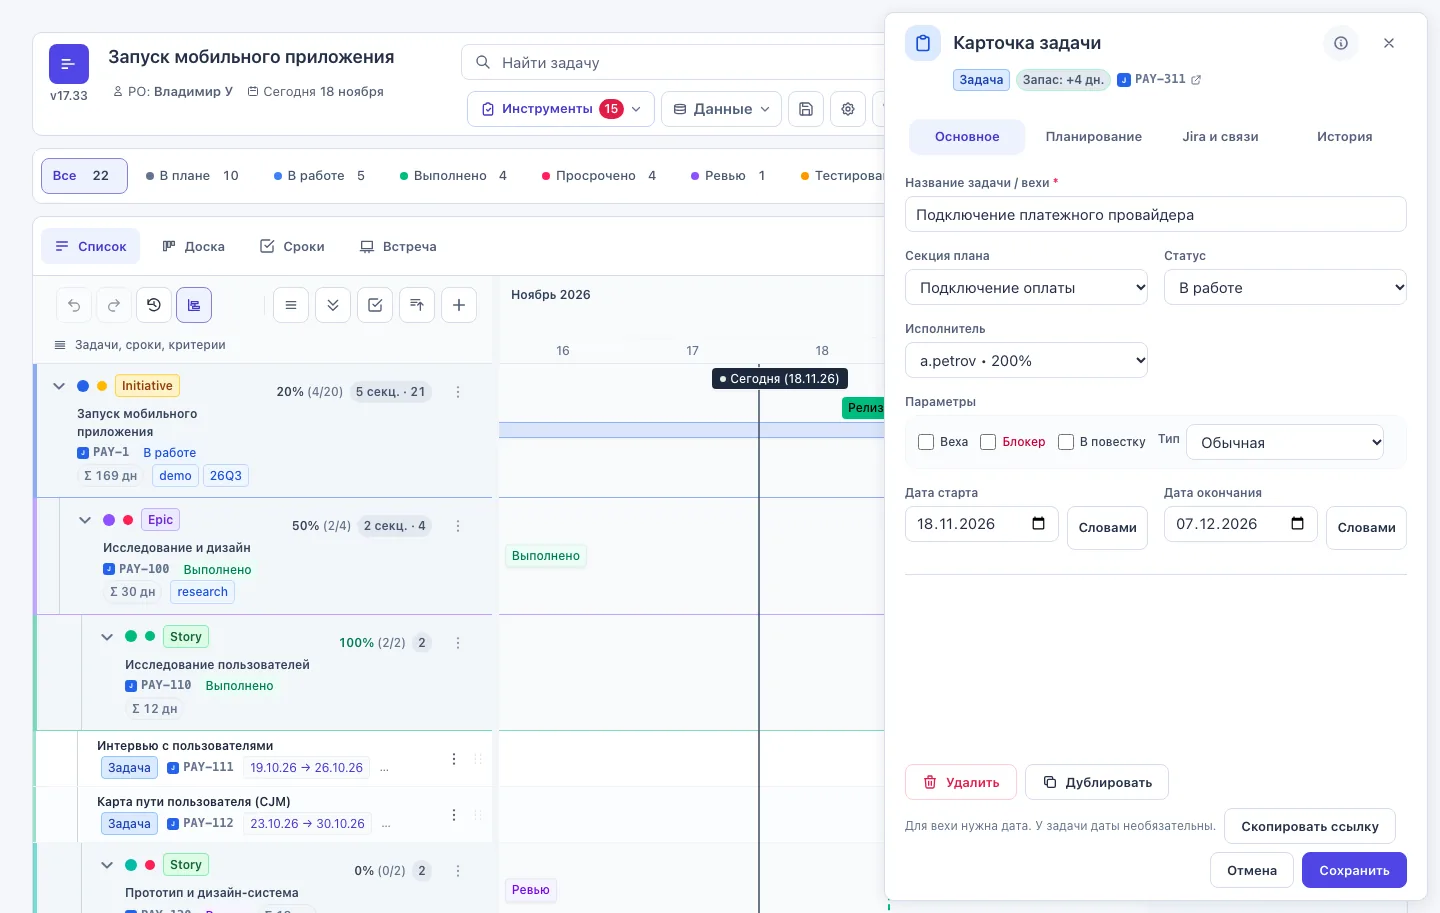 Запуск мобильного приложения
v17.33
РО: Владимир У
Сегодня 18 ноября
Найти задачу
Инструменты 15
Данные
Все 22
В плане 10
В работе 5
Выполнено 4
Просрочено 4
Ревью 1
Тестирова
Список
Доска
Сроки
Встреча
Задачи, сроки, критерии
Ноябрь 2026
16 17 18
Сегодня (18.11.26)
Релиз
Initiative
20% (4/20) 5 секц. · 21
Запуск мобильного
приложения
PAY-1 В работе
Σ 169 дн demo 26Q3
Epic
50% (2/4) 2 секц. · 4
Исследование и дизайн
PAY-100 Выполнено
Σ 30 дн research
Выполнено
Story
100% (2/2) 2
Исследование пользователей
PAY-110 Выполнено
Σ 12 дн
Интервью с пользователями
Задача PAY-111 19.10.26 → 26.10.26 ...
Карта пути пользователя (CJM)
Задача PAY-112 23.10.26 → 30.10.26 ...
Story
0% (0/2) 2
Прототип и дизайн-система
Ревью
Карточка задачи
Задача Запас: +4 дн. PAY-311
Основное
Планирование
Jira и связи
История
Название задачи / вехи *
Подключение платежного провайдера
Секция плана
Статус
Подключение оплаты
В работе
Исполнитель
a.petrov • 200%
Параметры
Веха Блокер В повестку Тип Обычная
Дата старта
Дата окончания
18.11.2026 Словами
07.12.2026 Словами
Удалить
Дублировать
Для вехи нужна дата. У задачи даты необязательны.
Скопировать ссылку
Отмена
Сохранить